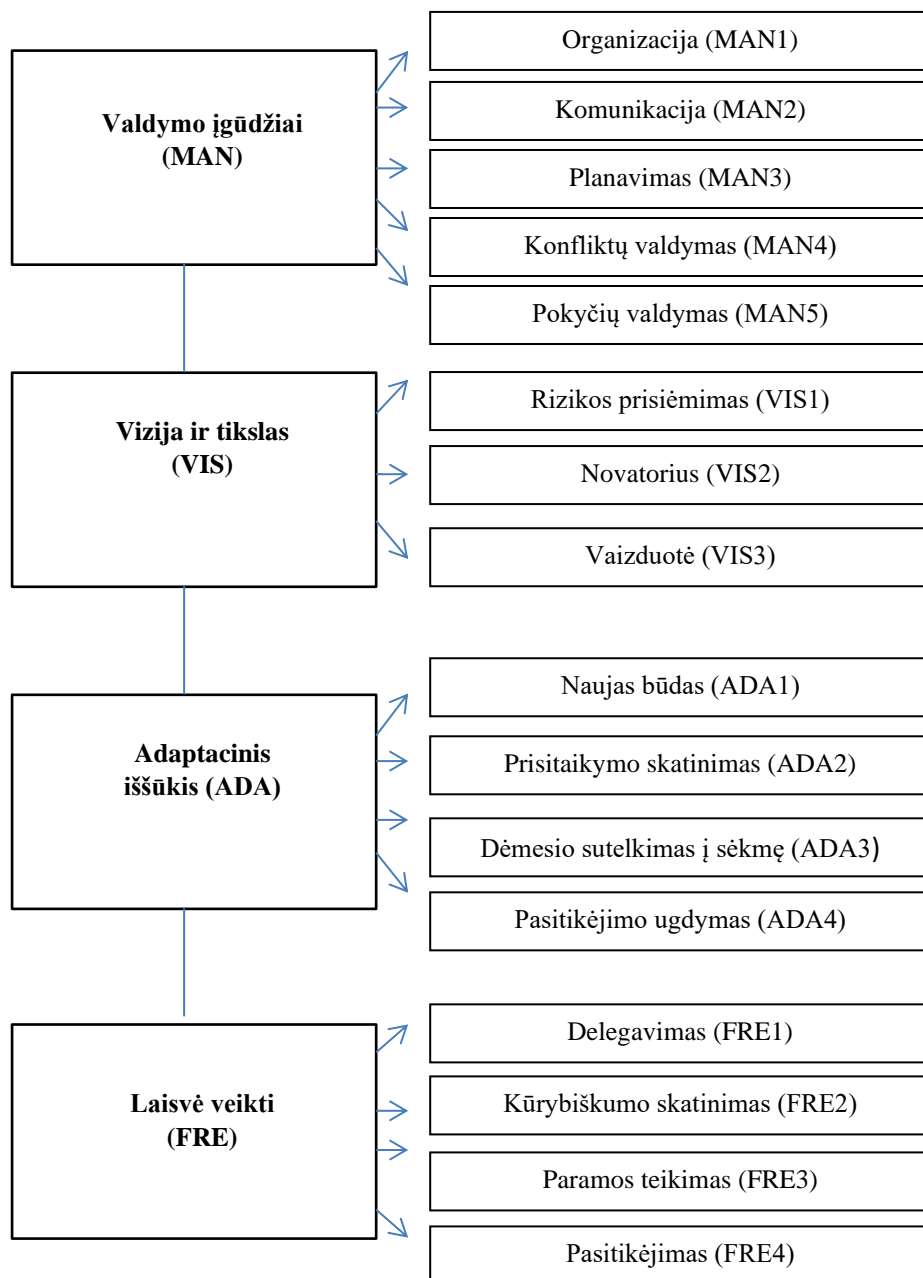 Valdymo įgūdžiai
(MAN)
Organizacija (MAN1)
Komunikacija (MAN2)
Planavimas (MAN3)
Konfliktų valdymas (MAN4)
Pokyčių valdymas (MAN5)
Vizija ir tikslas
(VIS)
Rizikos prisiėmimas (VIS1)
Novatorius (VIS2)
Vaizduotė (VIS3)
Adaptacinis
iššūkis (ADA)
Naujas būdas (ADA1)
Prisitaikymo skatinimas (ADA2)
Dėmesio sutelkimas į sėkmę (ADA3)
Pasitikėjimo ugdymas (ADA4)
Laisvė veikti
(FRE)
Delegavimas (FRE1)
Kūrybiškumo skatinimas (FRE2)
Paramos teikimas (FRE3)
Pasitikėjimas (FRE4)